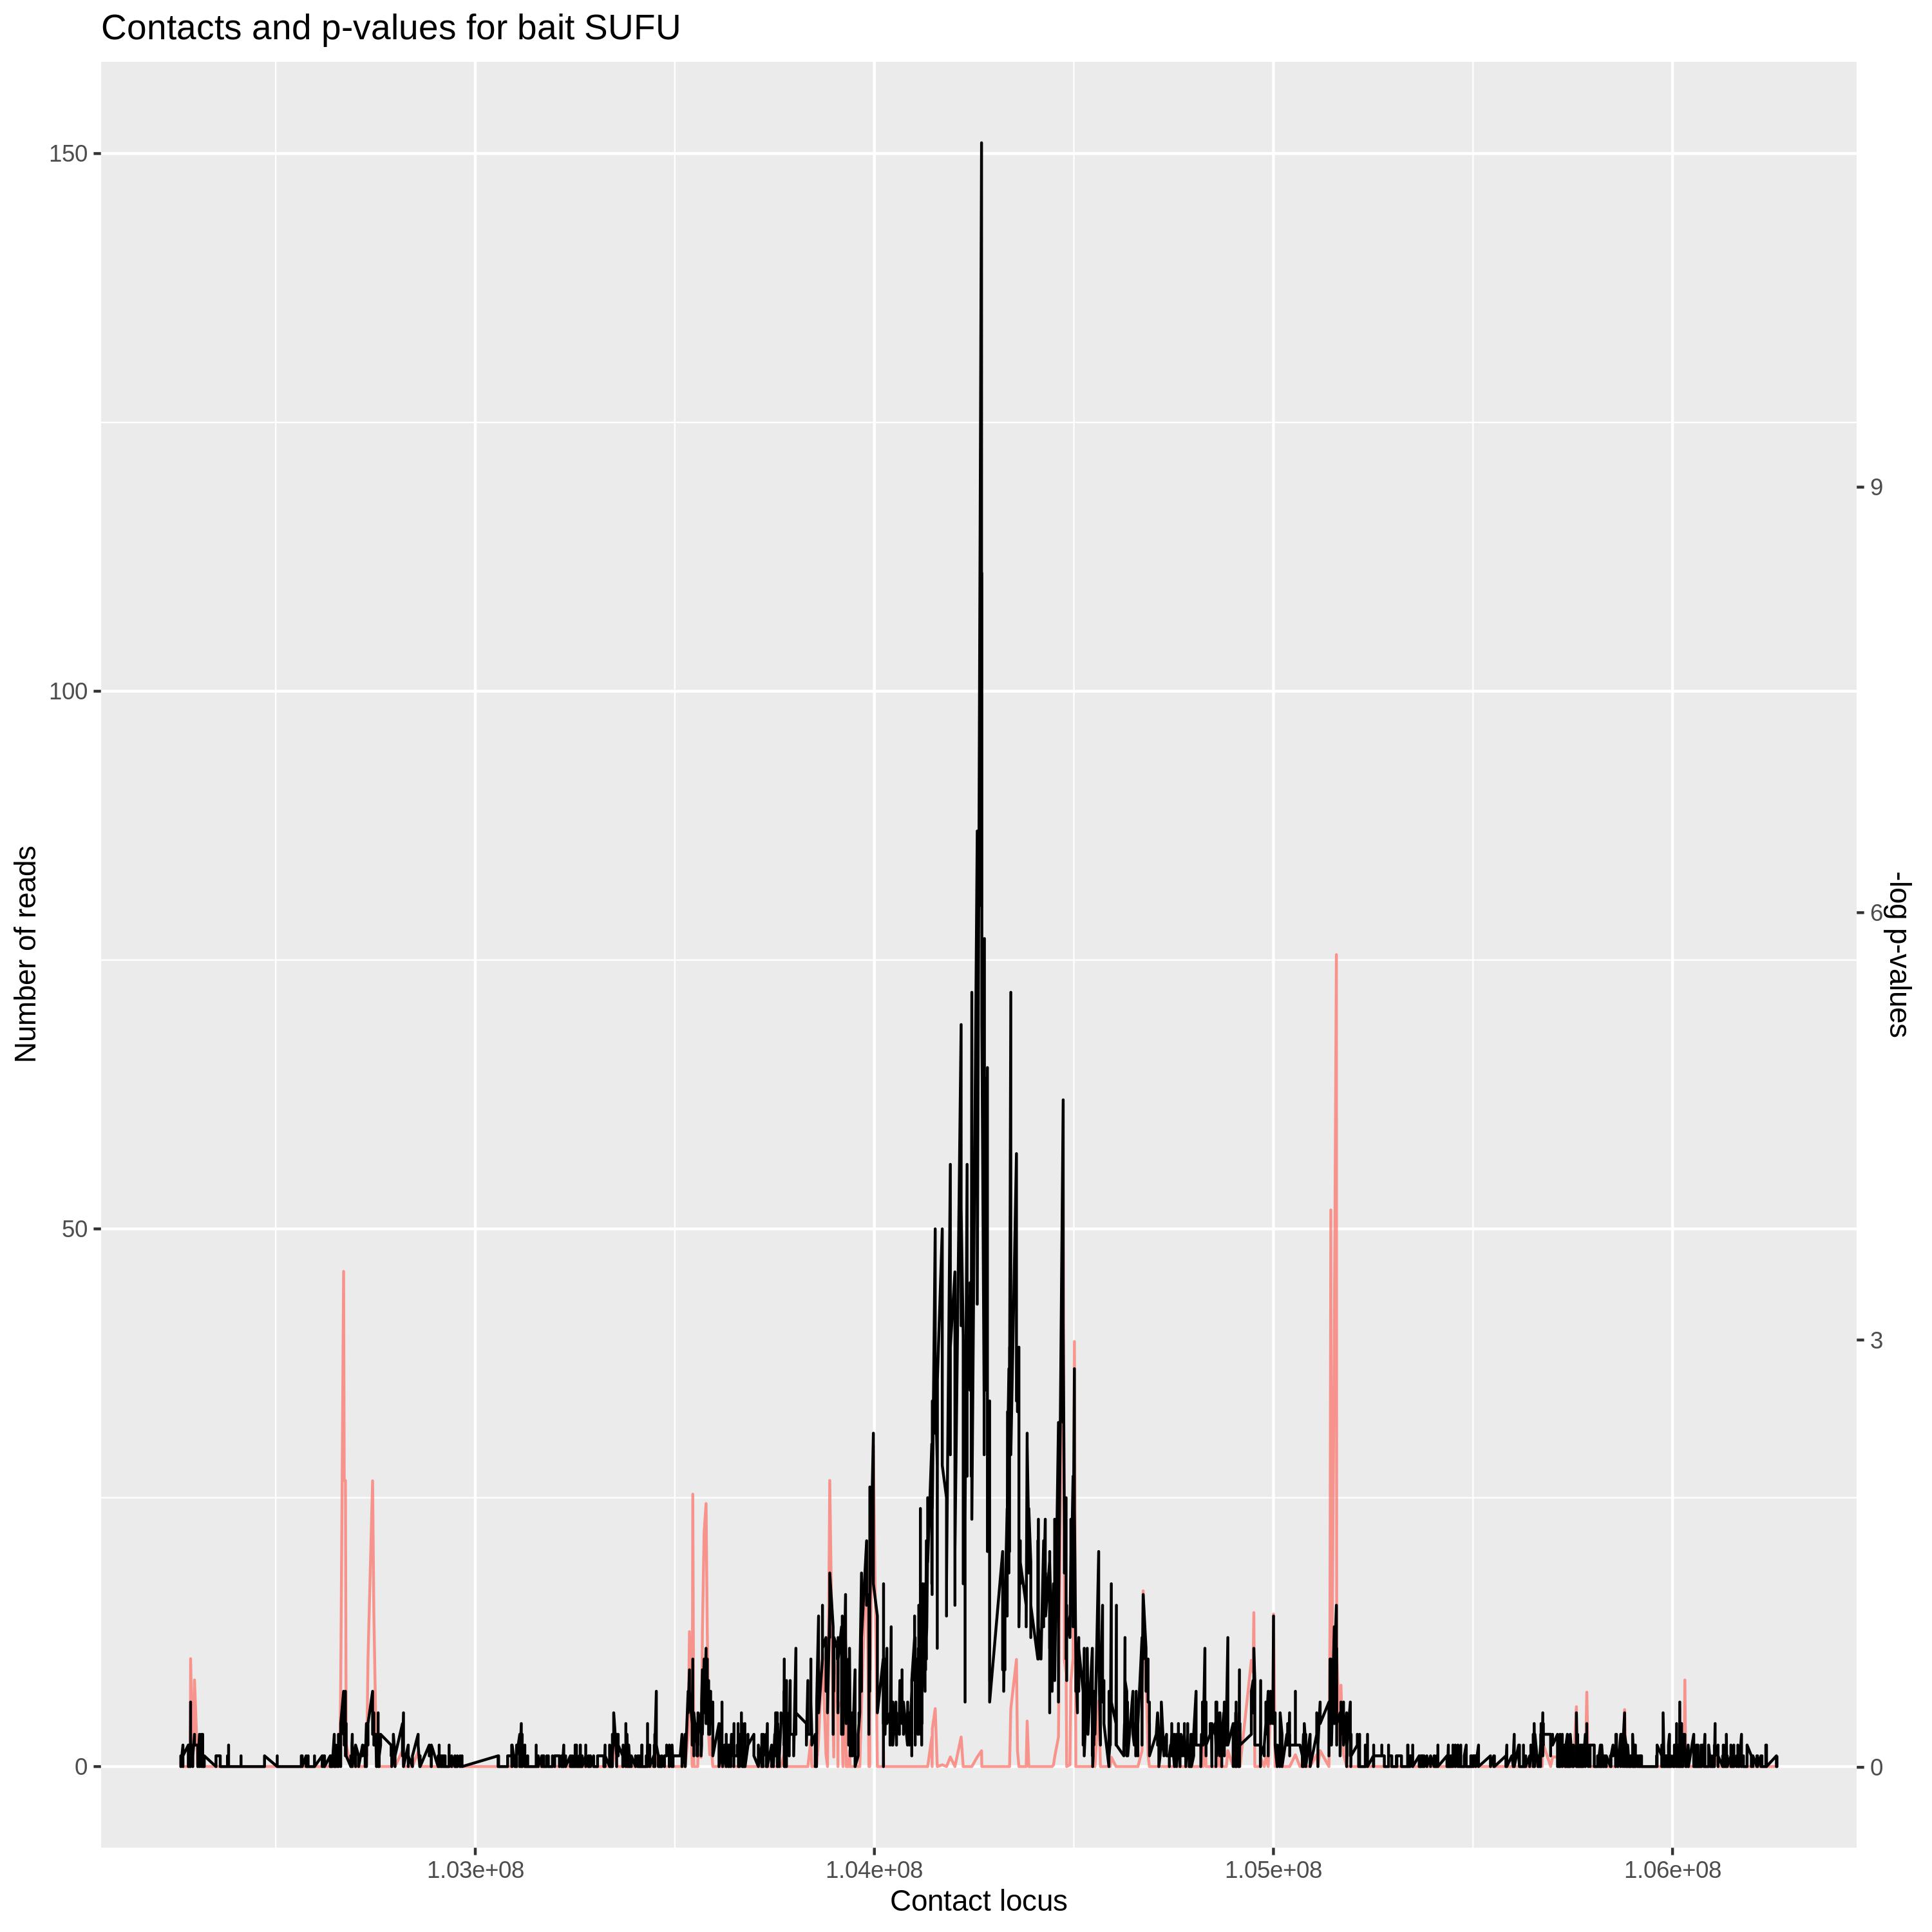 Contacts and p-values for bait SUFU
150
100
50
0
Number of reads
9
6
3
0
-log p-values
1.03e+08
1.04e+08
1.05e+08
1.06e+08
Contact locus